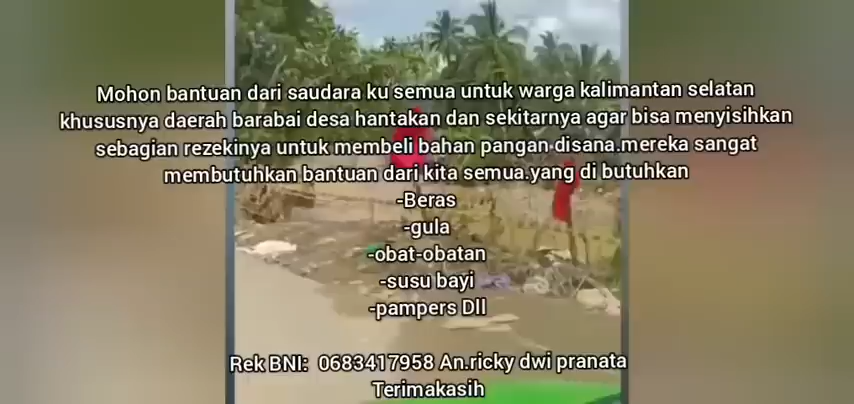 Mohon bantuan dari saudara ku semua untuk warga kalimantan selatan
khususnya daerah barabai desa hantakan dan sekitarnya agar bisa menyisihkan
sebagian rezekinya untuk membeli bahan pangan disana.mereka sangat
membutuhkan bantuan dari kita semua.yang di butuhkan
-Beras
-gula
-obat-obatan
-susu bayi
-pampers Dll
Rek BNI:  0683417958 An.ricky dwi pranata
Terimakasih